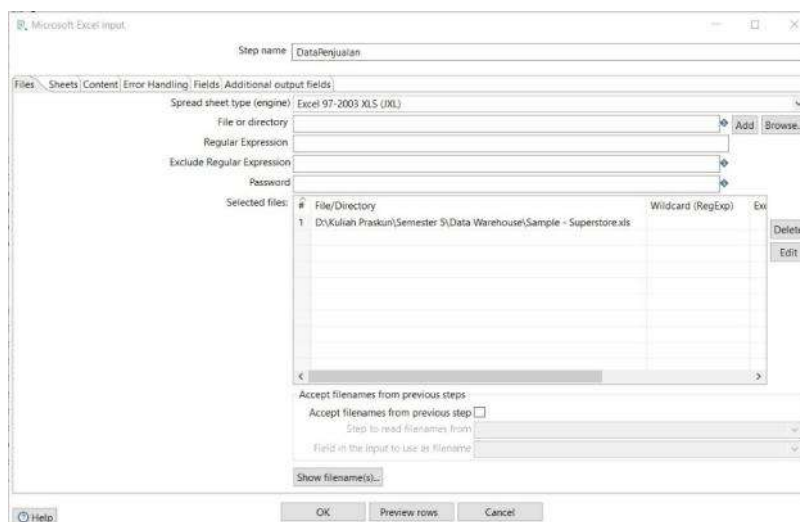 Microsoft Excel input
Step name DataPenjualan
Files Sheets Content Error Handling Fields Additional output fields
Spread sheet type (engine) Excel 97-2003 XLS (JXL)
File or directory Add Browse...
Regular Expression
Exclude Regular Expression
Password
Selected files: # File/Directory Wildcard (RegExp) Exc
1 D:\Kuliah Praskun\Semester 5\Data Warehouse\Sample - Superstore.xls
Delete
Edit
Accept filenames from previous steps
Accept filenames from previous step
Step to read filenames from
Field in the input to use as filename
Show filename(s)...
Help OK Preview rows Cancel